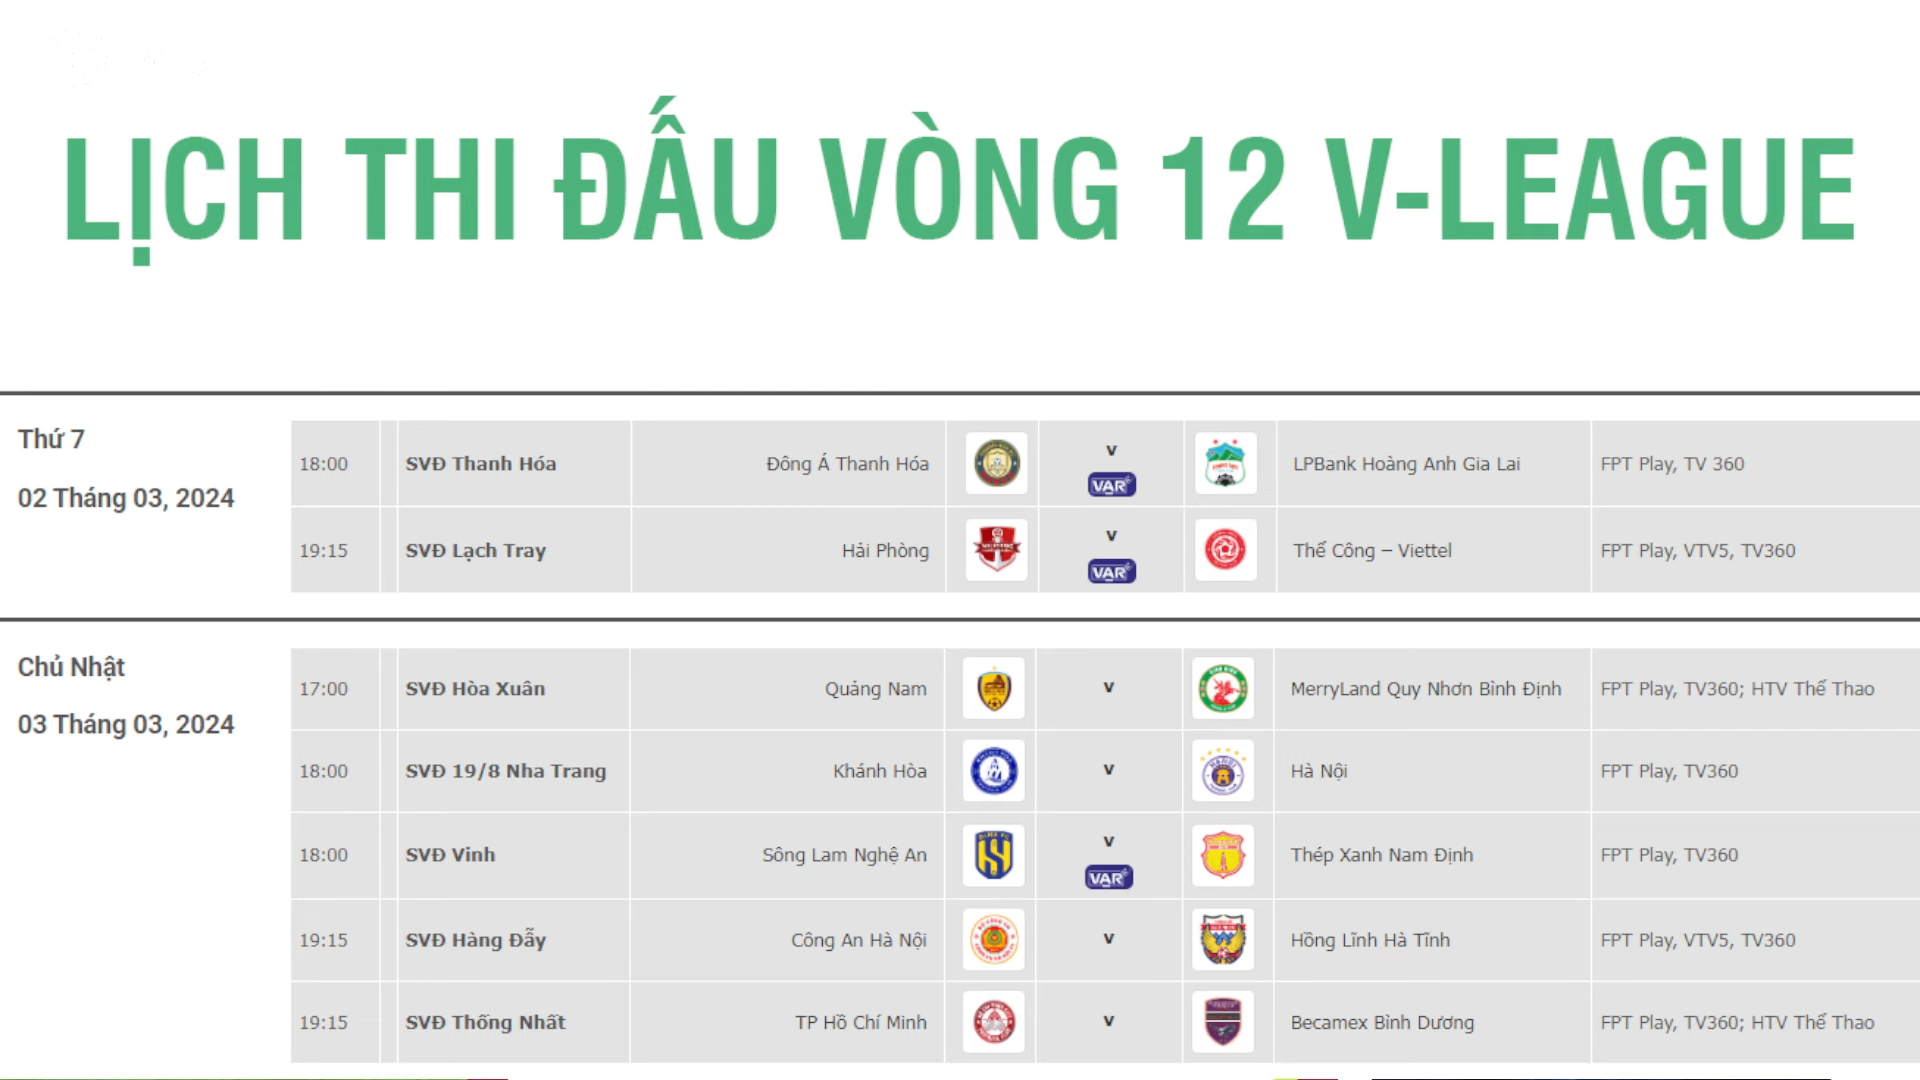 LỊCH THI ĐẤU VÒNG 12 V-LEAGUE
Thứ 7
02 Tháng 03, 2024
18:00 SVĐ Thanh Hóa Đông Á Thanh Hóa v VAR LPBank Hoàng Anh Gia Lai FPT Play, TV 360
19:15 SVĐ Lạch Tray Hải Phòng v VAR Thể Công – Viettel FPT Play, VTV5, TV360
Chủ Nhật
03 Tháng 03, 2024
17:00 SVĐ Hòa Xuân Quảng Nam v MerryLand Quy Nhơn Bình Định FPT Play, TV360; HTV Thể Thao
18:00 SVĐ 19/8 Nha Trang Khánh Hòa v Hà Nội FPT Play, TV360
18:00 SVĐ Vinh Sông Lam Nghệ An v VAR Thép Xanh Nam Định FPT Play, TV360
19:15 SVĐ Hàng Đẫy Công An Hà Nội v Hồng Lĩnh Hà Tĩnh FPT Play, VTV5, TV360
19:15 SVĐ Thống Nhất TP Hồ Chí Minh v Becamex Bình Dương FPT Play, TV360; HTV Thể Thao